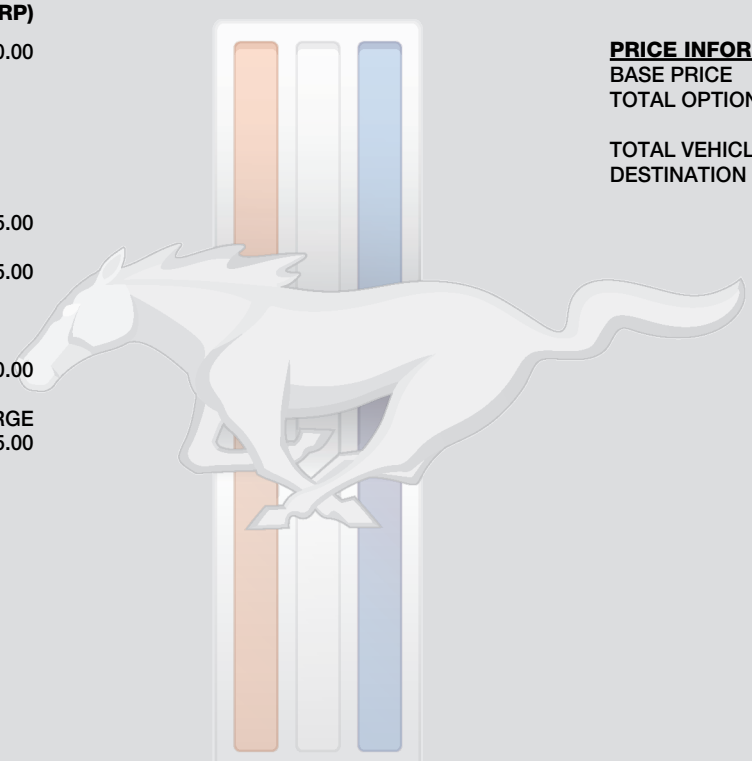 RP)
0.00
5.00
5.00
0.00
RGE
5.00
PRICE INFOR
BASE PRICE
TOTAL OPTION
TOTAL VEHICL
DESTINATION